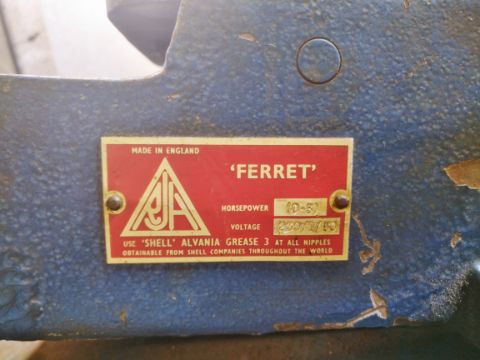 MADE IN ENGLAND
'FERRET'
HORSEPOWER
VOLTAGE
USE 'SHELL' ALVANIA GREASE 3 AT ALL NIPPLES
OBTAINABLE FROM SHELL COMPANIES THROUGHOUT THE WORLD